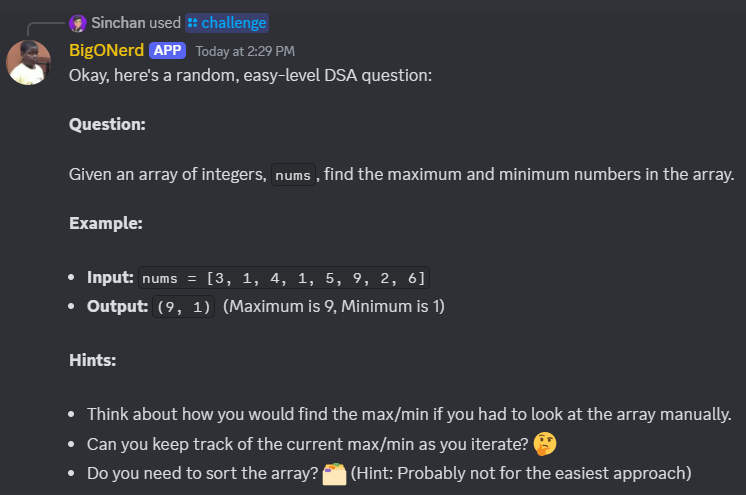 Sinchan used challenge
BigONerd APP Today at 2:29 PM
Okay, here's a random, easy-level DSA question:
Question:
Given an array of integers, nums , find the maximum and minimum numbers in the array.
Example:
• Input: nums = [3, 1, 4, 1, 5, 9, 2, 6]
• Output: (9, 1) (Maximum is 9, Minimum is 1)
Hints:
• Think about how you would find the max/min if you had to look at the array manually.
• Can you keep track of the current max/min as you iterate? 🤔
• Do you need to sort the array? 🗂️ (Hint: Probably not for the easiest approach)